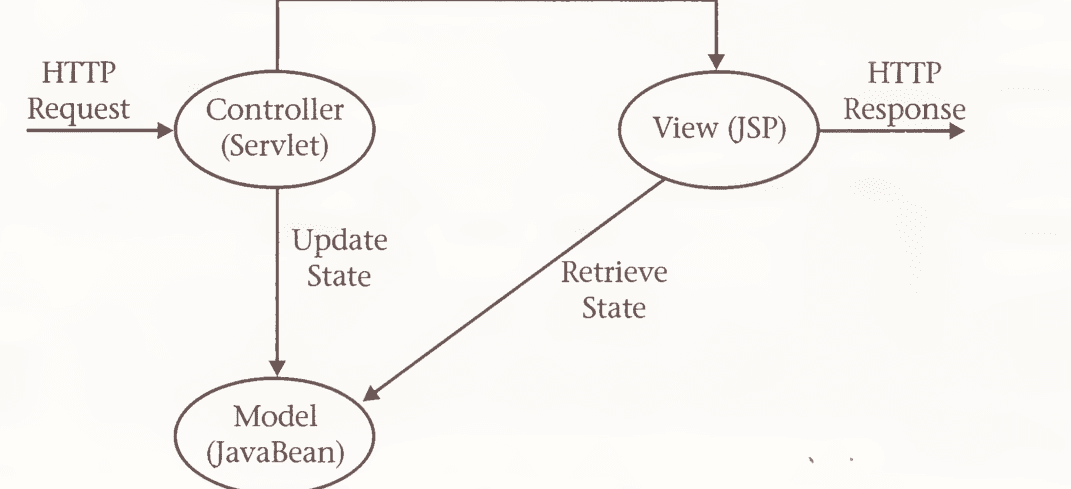 HTTP
Request
Controller
(Servlet)
View (JSP)
HTTP
Response
Update
State
Retrieve
State
Model
(JavaBean)